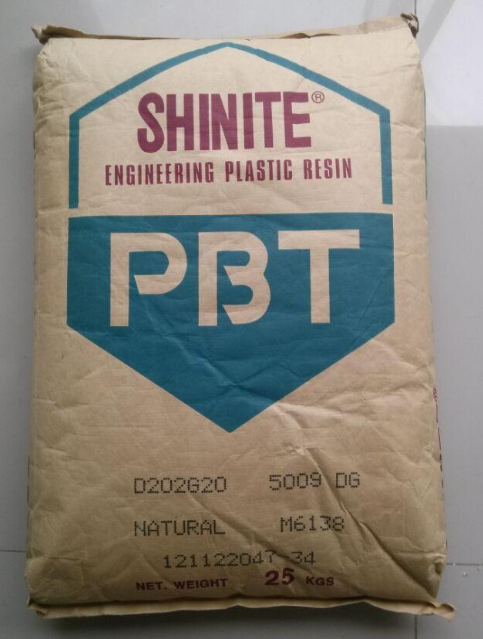 SHINITE®
ENGINEERING PLASTIC RESIN
PBT
D202G20 5009 DG
NATURAL M6138
121122047 34
NET. WEIGHT 25 KGS